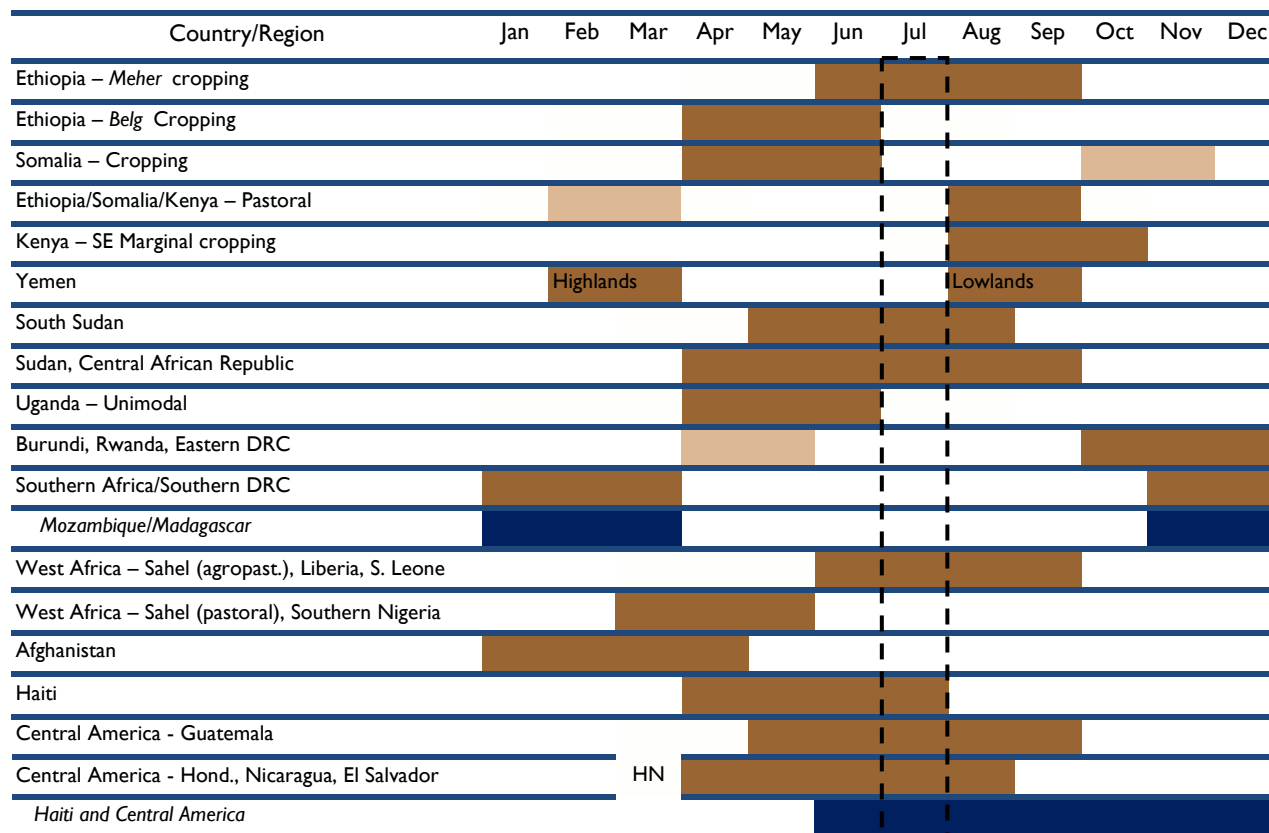 Country/Region Jan Feb Mar Apr May Jun Jul Aug Sep Oct Nov Dec
Ethiopia – Meher cropping
Ethiopia – Belg Cropping
Somalia – Cropping
Ethiopia/Somalia/Kenya – Pastoral
Kenya – SE Marginal cropping
Yemen Highlands Lowlands
South Sudan
Sudan, Central African Republic
Uganda – Unimodal
Burundi, Rwanda, Eastern DRC
Southern Africa/Southern DRC
Mozambique/Madagascar
West Africa – Sahel (agropast.), Liberia, S. Leone
West Africa – Sahel (pastoral), Southern Nigeria
Afghanistan
Haiti
Central America - Guatemala
Central America - Hond., Nicaragua, El Salvador HN
Haiti and Central America